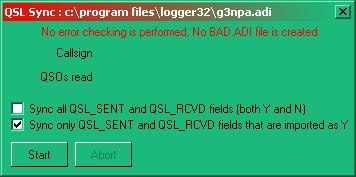 QSL Sync : c:\program files\logger32\g3npa.adi
No error checking is performed, No BAD.ADI file is created
Callsign
QSOs read
Sync all QSL_SENT and QSL_RCVD fields (both Y and N)
Sync only QSL_SENT and QSL_RCVD fields that are imported as Y
Start Abort